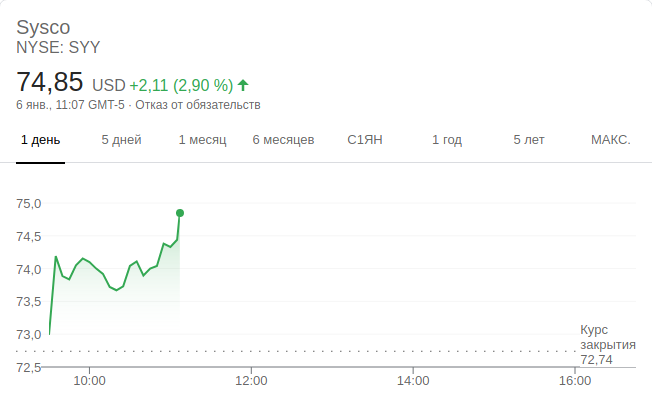 Sysco
NYSE: SYY
74,85 USD +2,11 (2,90 %)
6 янв., 11:07 GMT-5 · Отказ от обязательств
1 день 5 дней 1 месяц 6 месяцев С1ЯН 1 год 5 лет МАКС.
75,0
74,5
74,0
73,5
73,0
Курс
закрытия
72,74
72,5
10:00 12:00 14:00 16:00